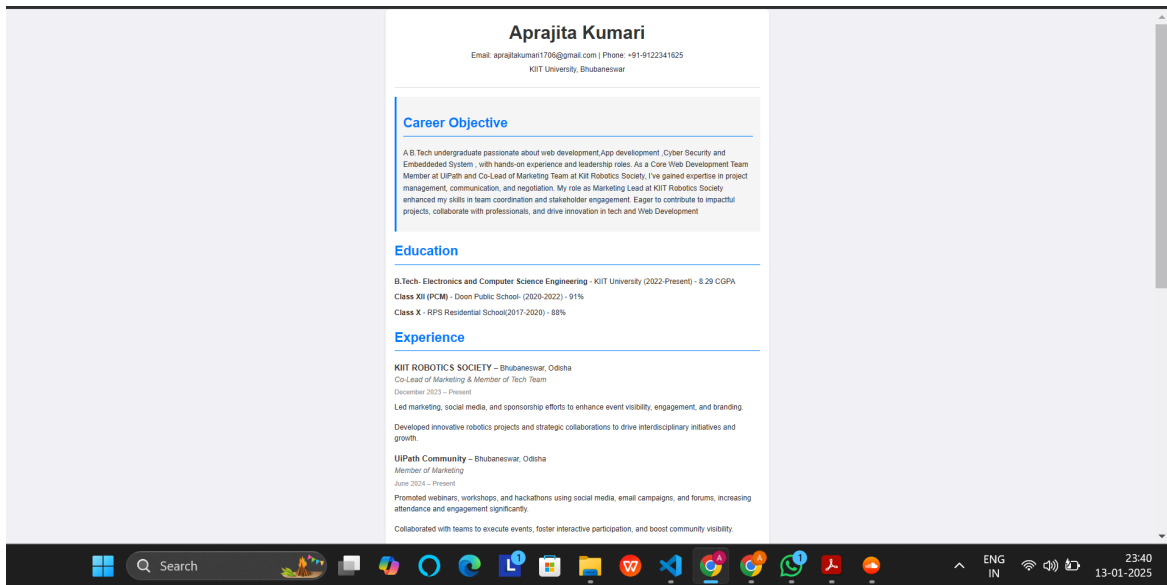 Aprajita Kumari
Email: aprajitakumari1706@gmail.com | Phone: +91-9122341625
KIIT University, Bhubaneswar
Career Objective
A B.Tech undergraduate passionate about web development,App develiopment ,Cyber Security and
Embeddeded System , with hands-on experience and leadership roles. As a Core Web Development Team
Member at UiPath and Co-Lead of Marketing Team at Kiit Robotics Society, I've gained expertise in project
management, communication, and negotiation. My role as Marketing Lead at KIIT Robotics Society
enhanced my skills in team coordination and stakeholder engagement. Eager to contribute to impactful
projects, collaborate with professionals, and drive innovation in tech and Web Development
Education
B.Tech- Electronics and Computer Science Engineering - KIIT University (2022-Present) - 8.29 CGPA
Class XII (PCM) - Doon Public School- (2020-2022) - 91%
Class X - RPS Residential School(2017-2020) - 88%
Experience
KIIT ROBOTICS SOCIETY – Bhubaneswar, Odisha
Co-Lead of Marketing & Member of Tech Team
December 2023 – Present
Led marketing, social media, and sponsorship efforts to enhance event visibility, engagement, and branding.
Developed innovative robotics projects and strategic collaborations to drive interdisciplinary initiatives and
growth.
UiPath Community – Bhubaneswar, Odisha
Member of Marketing
June 2024 – Present
Promoted webinars, workshops, and hackathons using social media, email campaigns, and forums, increasing
attendance and engagement significantly.
Collaborated with teams to execute events, foster interactive participation, and boost community visibility.
Search
L
1
W
A
1
ENG
IN
23:40
13-01-2025